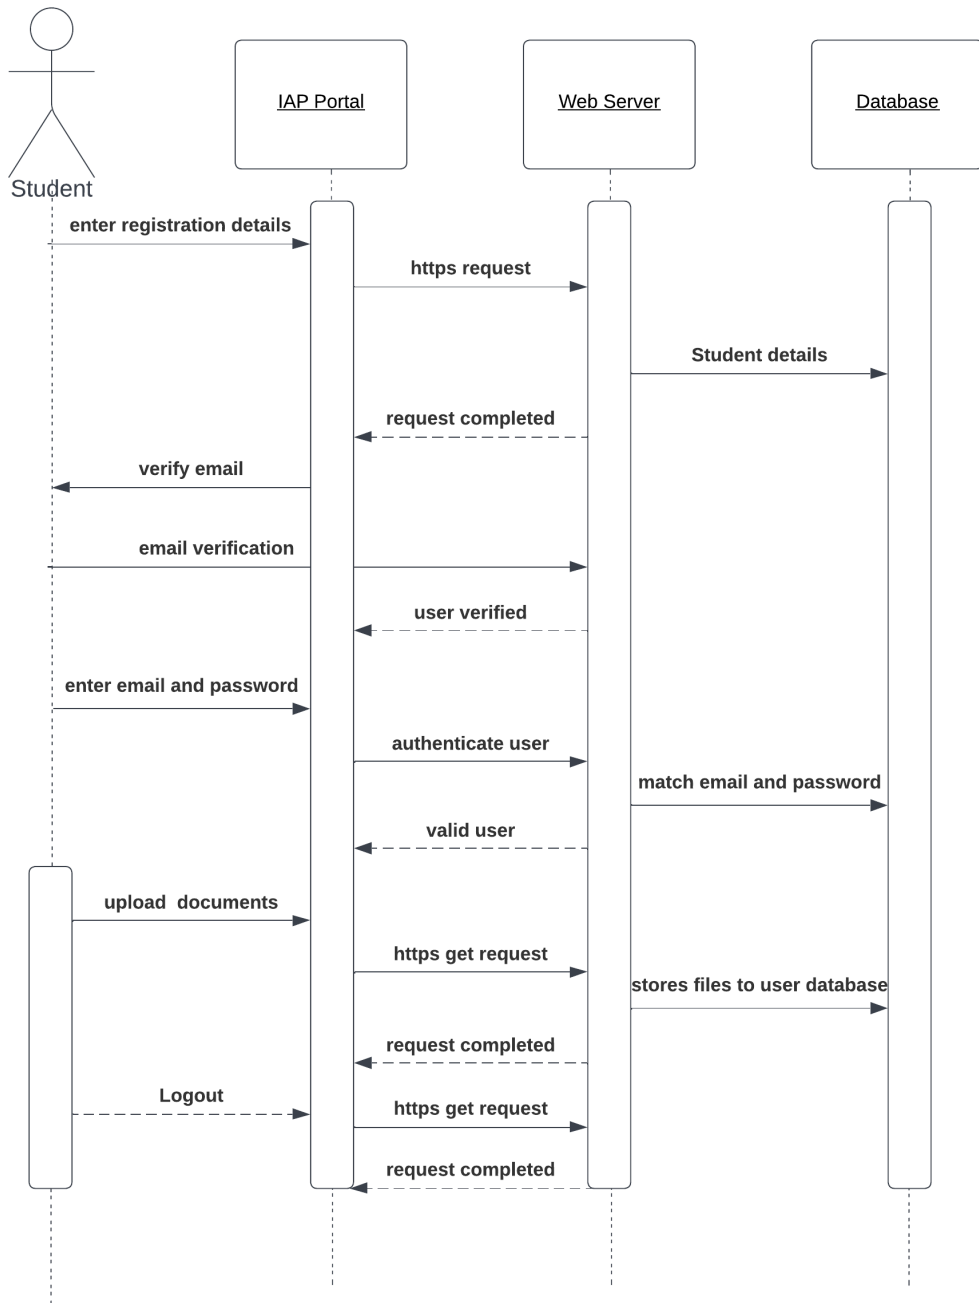 IAP Portal
Web Server
Database
Student
enter registration details
https request
Student details
request completed
verify email
email verification
user verified
enter email and password
authenticate user
match email and password
valid user
upload  documents
https get request
stores files to user database
request completed
Logout
https get request
request completed